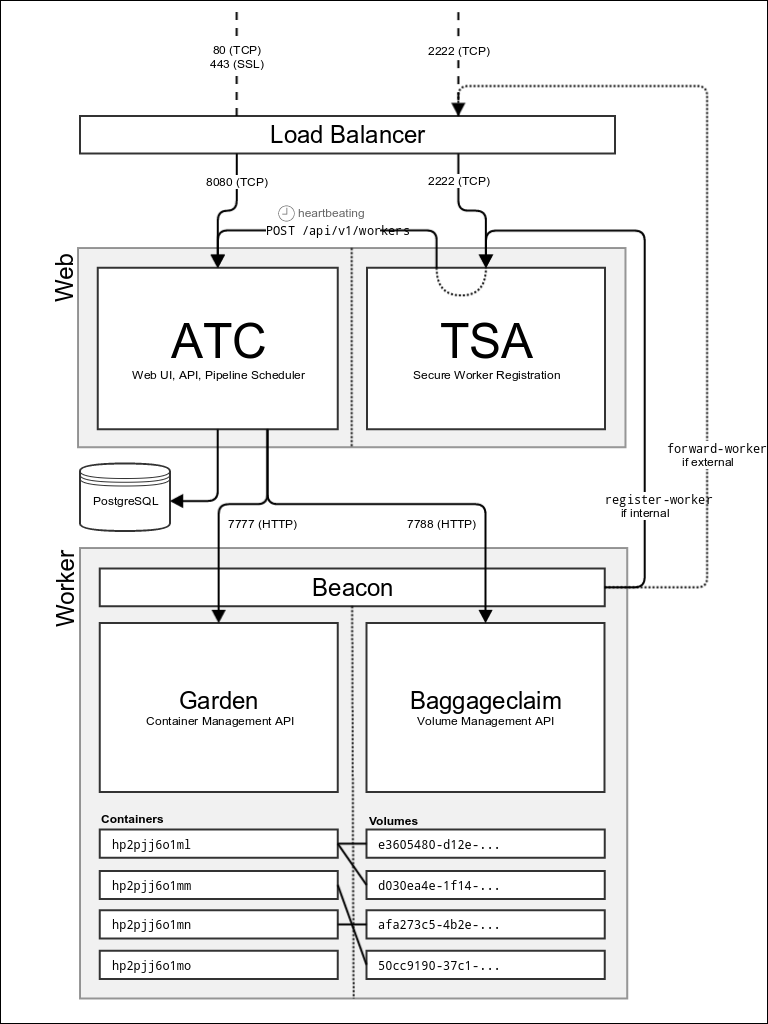 80 (TCP)
443 (SSL)
2222 (TCP)
Load Balancer
8080 (TCP)
2222 (TCP)
heartbeating
POST /api/v1/workers
Web
ATC
Web UI, API, Pipeline Scheduler
TSA
Secure Worker Registration
forward-worker
if external
PostgreSQL
register-worker
if internal
7777 (HTTP)
7788 (HTTP)
Worker
Beacon
Garden
Container Management API
Baggageclaim
Volume Management API
Containers
Volumes
hp2pjj6o1ml
e3605480-d12e-...
hp2pjj6o1mm
d030ea4e-1f14-...
hp2pjj6o1mn
afa273c5-4b2e-...
hp2pjj6o1mo
50cc9190-37c1-...